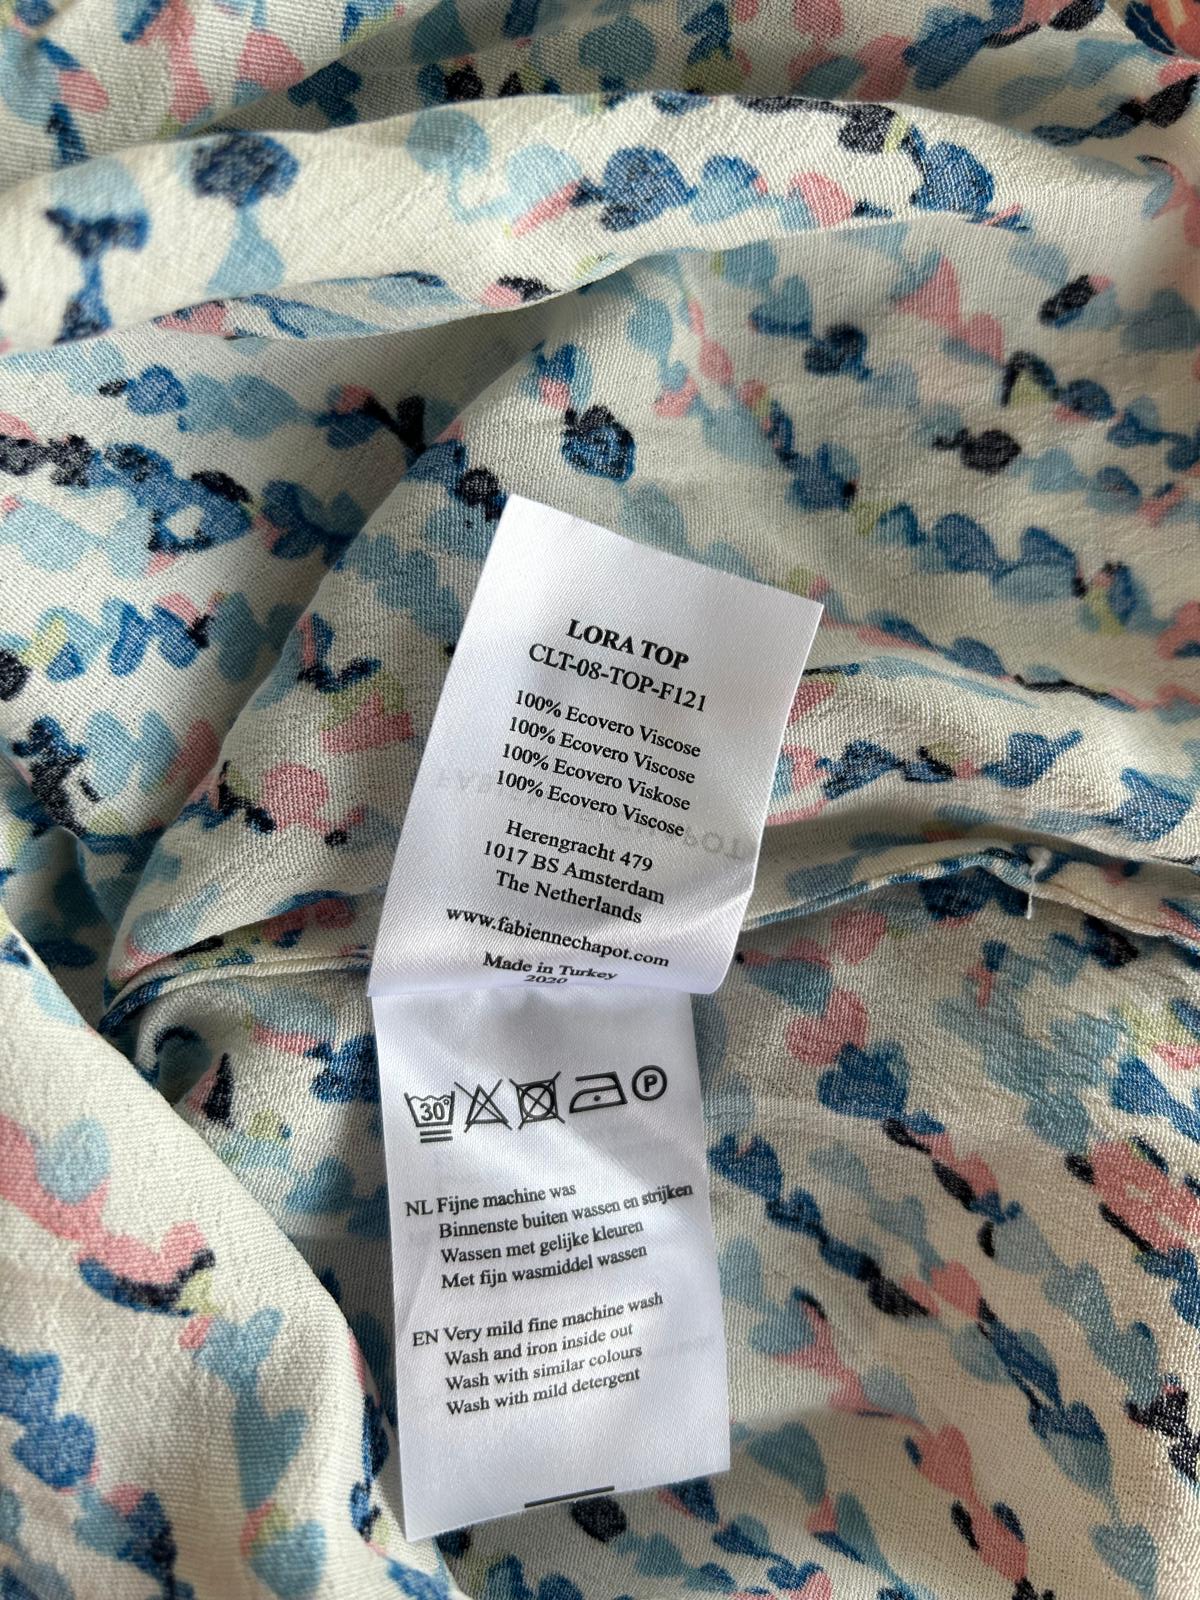 LORA TOP
CLT-08-TOP-F121
100% Ecovero Viscose
100% Ecovero Viscose
100% Ecovero Viskose
100% Ecovero Viscose
Herengracht 479
1017 BS Amsterdam
The Netherlands
www.fabiennechapot.com
Made in Turkey
2020
30°
P
NL Fijne machine was
Binnenste buiten wassen en strijken
Wassen met gelijke kleuren
Met fijn wasmiddel wassen
EN Very mild fine machine wash
Wash and iron inside out
Wash with similar colours
Wash with mild detergent